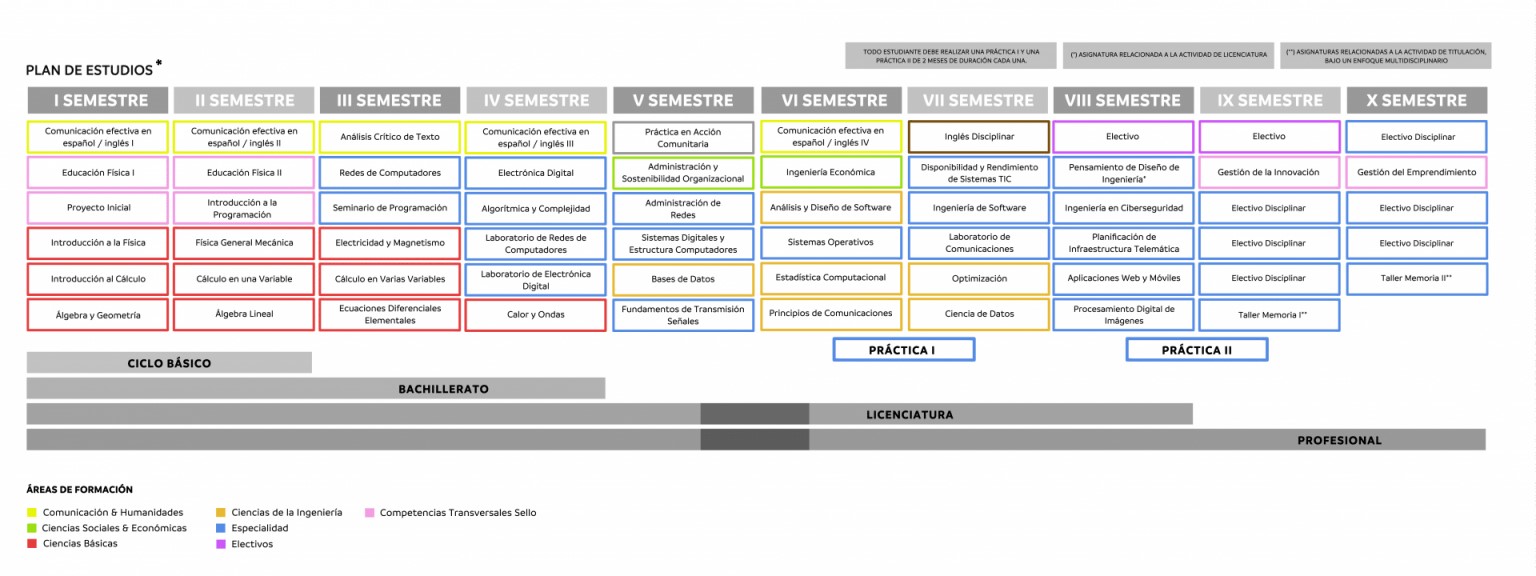 TODO ESTUDIANTE DEBE REALIZAR UNA PRÁCTICA I Y UNA
PRÁCTICA II DE 2 MESES DE DURACIÓN CADA UNA.
(*) ASIGNATURA RELACIONADA A LA ACTIVIDAD DE LICENCIATURA
(**) ASIGNATURAS RELACIONADAS A LA ACTIVIDAD DE TITULACIÓN,
BAJO UN ENFOQUE MULTIDISCIPLINARIO
PLAN DE ESTUDIOS*
I SEMESTRE
II SEMESTRE
III SEMESTRE
IV SEMESTRE
V SEMESTRE
VI SEMESTRE
VII SEMESTRE
VIII SEMESTRE
IX SEMESTRE
X SEMESTRE
Comunicación efectiva en
español / inglés I
Comunicación efectiva en
español / inglés II
Análisis Crítico de Texto
Comunicación efectiva en
español / inglés III
Práctica en Acción
Comunitaria
Comunicación efectiva en
español / inglés IV
Inglés Disciplinar
Electivo
Electivo
Electivo Disciplinar
Educación Física I
Educación Física II
Redes de Computadores
Electrónica Digital
Administración y
Sostenibilidad Organizacional
Ingeniería Económica
Disponibilidad y Rendimiento
de Sistemas TIC
Pensamiento de Diseño de
Ingeniería*
Gestión de la Innovación
Gestión del Emprendimiento
Proyecto Inicial
Introducción a la
Programación
Seminario de Programación
Algorítmica y Complejidad
Administración de
Redes
Análisis y Diseño de Software
Ingeniería de Software
Ingeniería en Ciberseguridad
Electivo Disciplinar
Electivo Disciplinar
Introducción a la Física
Física General Mecánica
Electricidad y Magnetismo
Laboratorio de Redes de
Computadores
Sistemas Digitales y
Estructura Computadores
Sistemas Operativos
Laboratorio de
Comunicaciones
Planificación de
Infraestructura Telemática
Electivo Disciplinar
Electivo Disciplinar
Introducción al Cálculo
Cálculo en una Variable
Cálculo en Varias Variables
Laboratorio de Electrónica
Digital
Bases de Datos
Estadística Computacional
Optimización
Aplicaciones Web y Móviles
Electivo Disciplinar
Taller Memoria II**
Álgebra y Geometría
Álgebra Lineal
Ecuaciones Diferenciales
Elementales
Calor y Ondas
Fundamentos de Transmisión
Señales
Principios de Comunicaciones
Ciencia de Datos
Procesamiento Digital de
Imágenes
Taller Memoria I**
PRÁCTICA I
PRÁCTICA II
CICLO BÁSICO
BACHILLERATO
LICENCIATURA
PROFESIONAL
ÁREAS DE FORMACIÓN
Comunicación & Humanidades
Ciencias Sociales & Económicas
Ciencias Básicas
Ciencias de la Ingeniería
Especialidad
Electivos
Competencias Transversales Sello